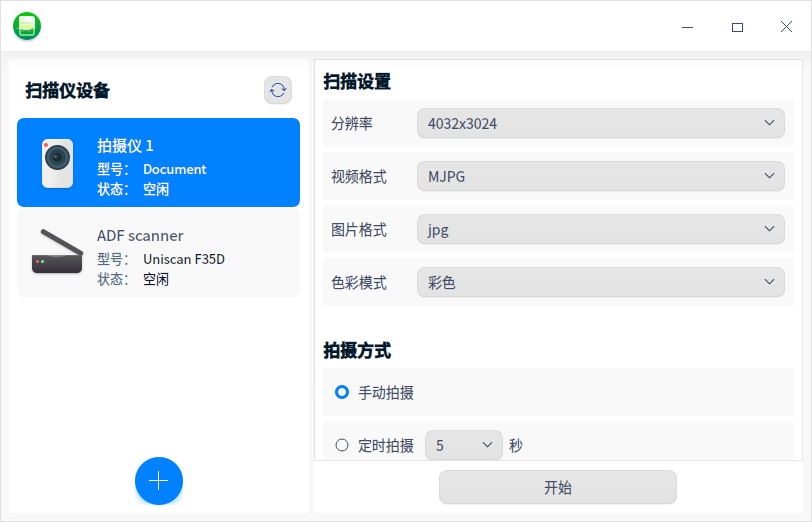 扫描仪设备
拍摄仪 1
型号： Document
状态： 空闲
ADF scanner
型号： Uniscan F35D
状态： 空闲
扫描设置
分辨率 4032x3024
视频格式 MJPG
图片格式 jpg
色彩模式 彩色
拍摄方式
手动拍摄
定时拍摄 5 秒
开始